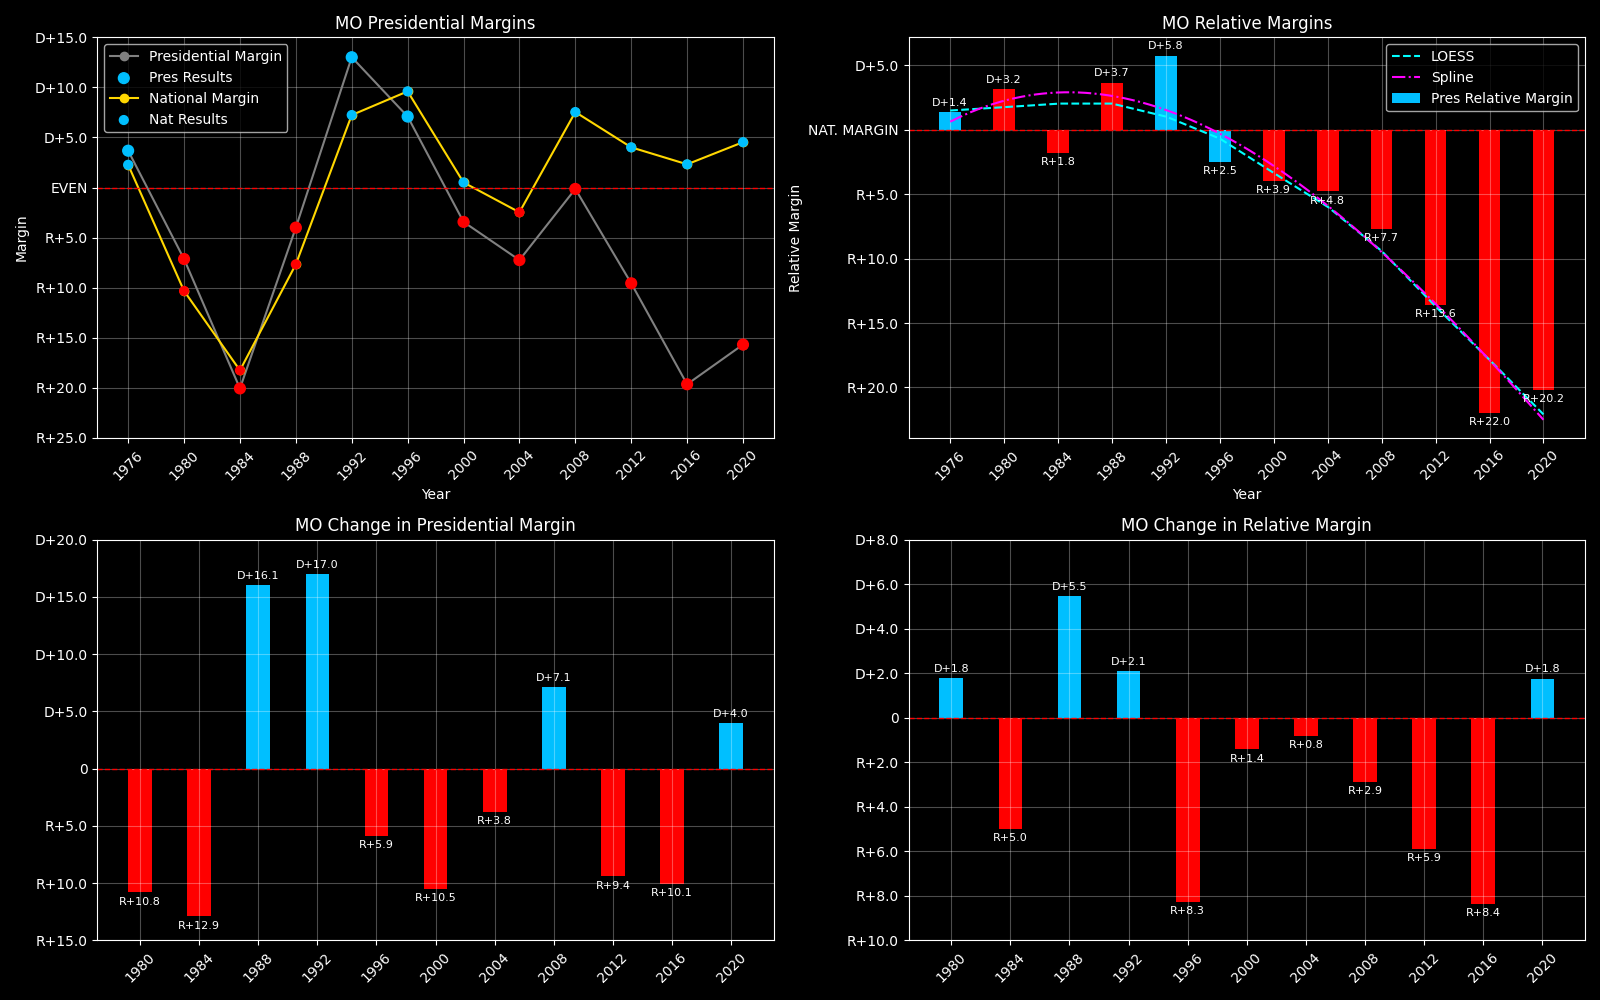 MO Presidential Margins
Margin
D+15.0
D+10.0
D+5.0
EVEN
R+5.0
R+10.0
R+15.0
R+20.0
R+25.0
Presidential Margin
Pres Results
National Margin
Nat Results
1976 1980 1984 1988 1992 1996 2000 2004 2008 2012 2016 2020
Year
MO Relative Margins
Relative Margin
D+5.0
NAT. MARGIN
R+5.0
R+10.0
R+15.0
R+20.0
LOESS
Spline
Pres Relative Margin
D+1.4
D+3.2
R+1.8
D+3.7
D+5.8
R+2.5
R+3.9
R+4.8
R+7.7
R+13.6
R+22.0
R+20.2
1976 1980 1984 1988 1992 1996 2000 2004 2008 2012 2016 2020
Year
MO Change in Presidential Margin
D+20.0
D+15.0
D+10.0
D+5.0
0
R+5.0
R+10.0
R+15.0
R+10.8
R+12.9
D+16.1
D+17.0
R+5.9
R+10.5
R+3.8
D+7.1
R+9.4
R+10.1
D+4.0
1980 1984 1988 1992 1996 2000 2004 2008 2012 2016 2020
MO Change in Relative Margin
D+8.0
D+6.0
D+4.0
D+2.0
0
R+2.0
R+4.0
R+6.0
R+8.0
R+10.0
D+1.8
R+5.0
D+5.5
D+2.1
R+8.3
R+1.4
R+0.8
R+2.9
R+5.9
R+8.4
D+1.8
1980 1984 1988 1992 1996 2000 2004 2008 2012 2016 2020